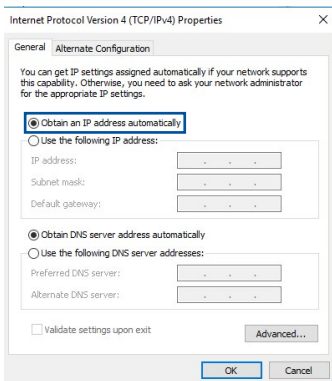 Internet Protocol Version 4 (TCP/IPv4) Properties
General Alternate Configuration
You can get IP settings assigned automatically if your network supports
this capability. Otherwise, you need to ask your network administrator
for the appropriate IP settings.
Obtain an IP address automatically
Use the following IP address:
IP address:
Subnet mask:
Default gateway:
Obtain DNS server address automatically
Use the following DNS server addresses:
Preferred DNS server:
Alternate DNS server:
Validate settings upon exit
Advanced...
OK Cancel